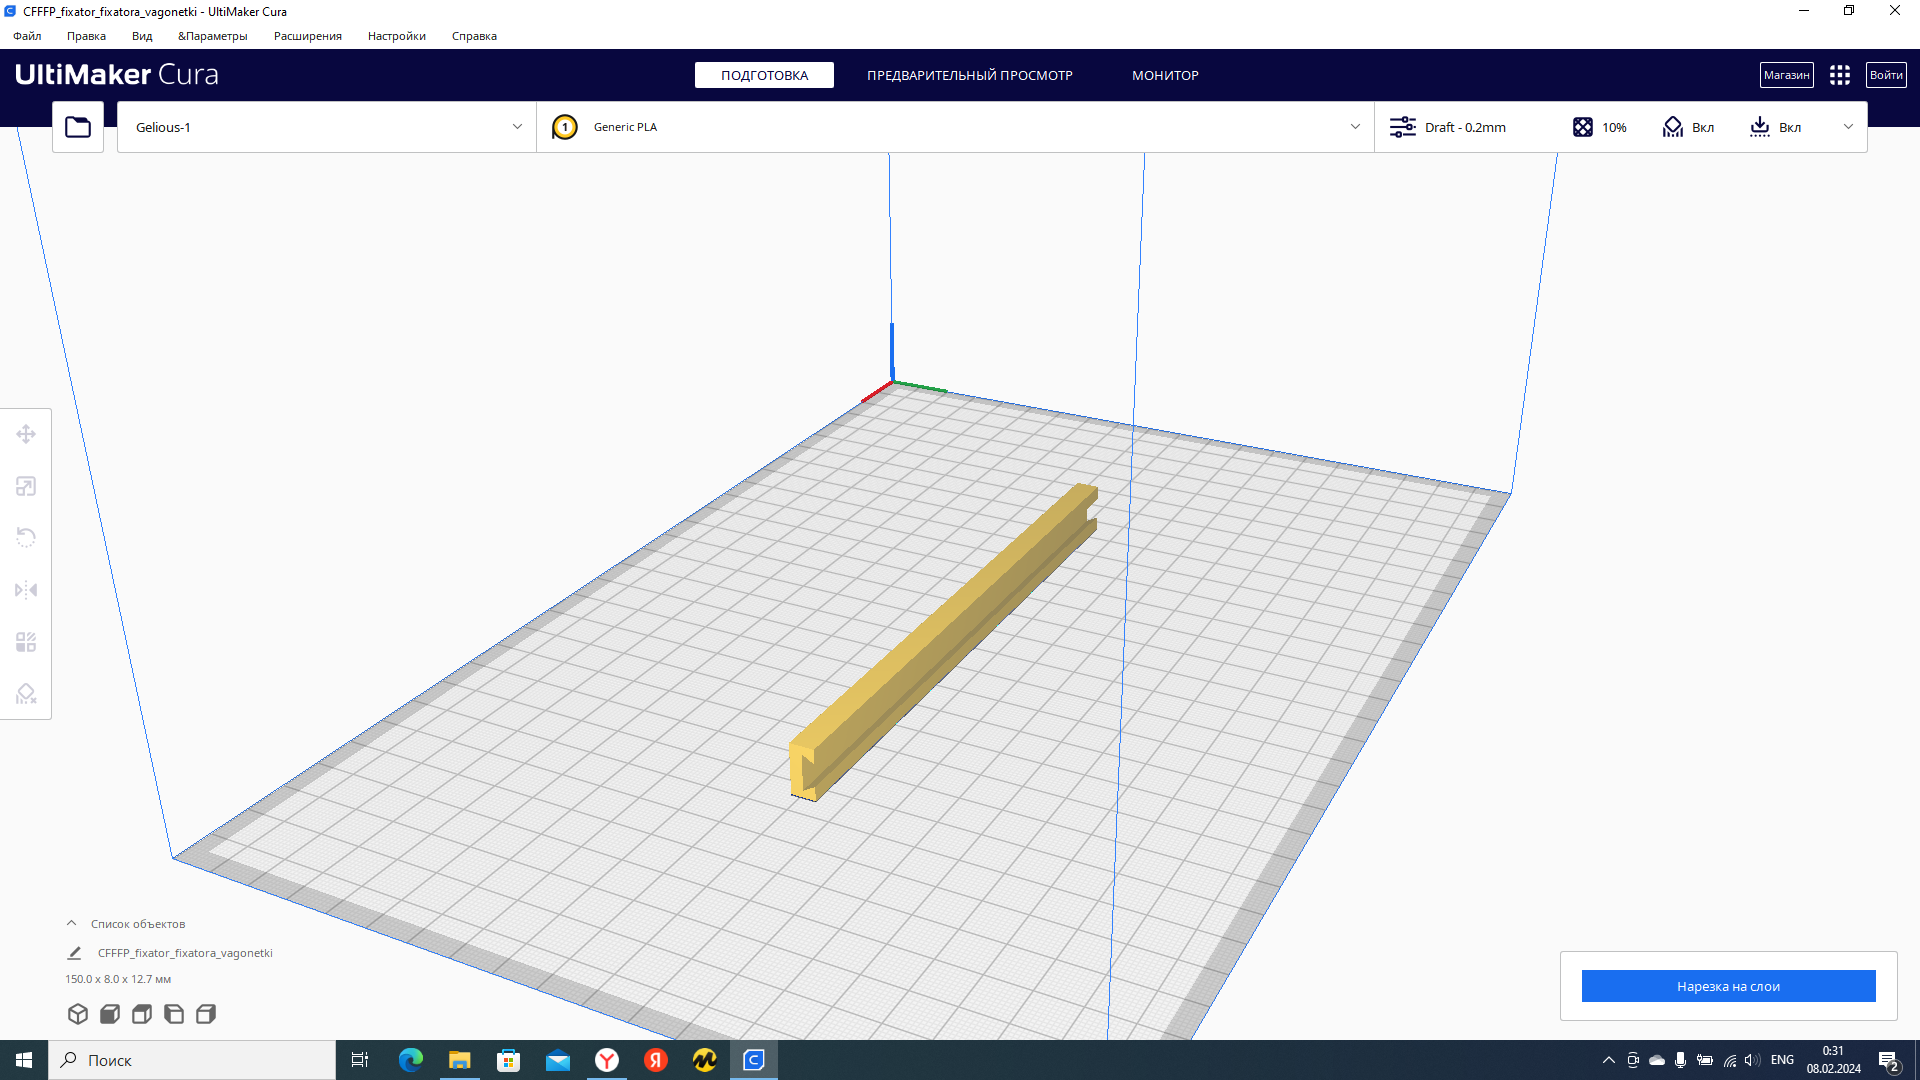 CFFFP_fixator_fixatora_vagonetki - UltiMaker Cura
Файл Правка Вид &Параметры Расширения Настройки Справка
UltiMaker Cura
ПОДГОТОВКА ПРЕДВАРИТЕЛЬНЫЙ ПРОСМОТР МОНИТОР
Магазин Войти
Gelious-1
1 Generic PLA
Draft - 0.2mm 10% Вкл Вкл
Список объектов
CFFFP_fixator_fixatora_vagonetki
150.0 x 8.0 x 12.7 мм
Нарезка на слои
Поиск
ENG
0:31
08.02.2024
2